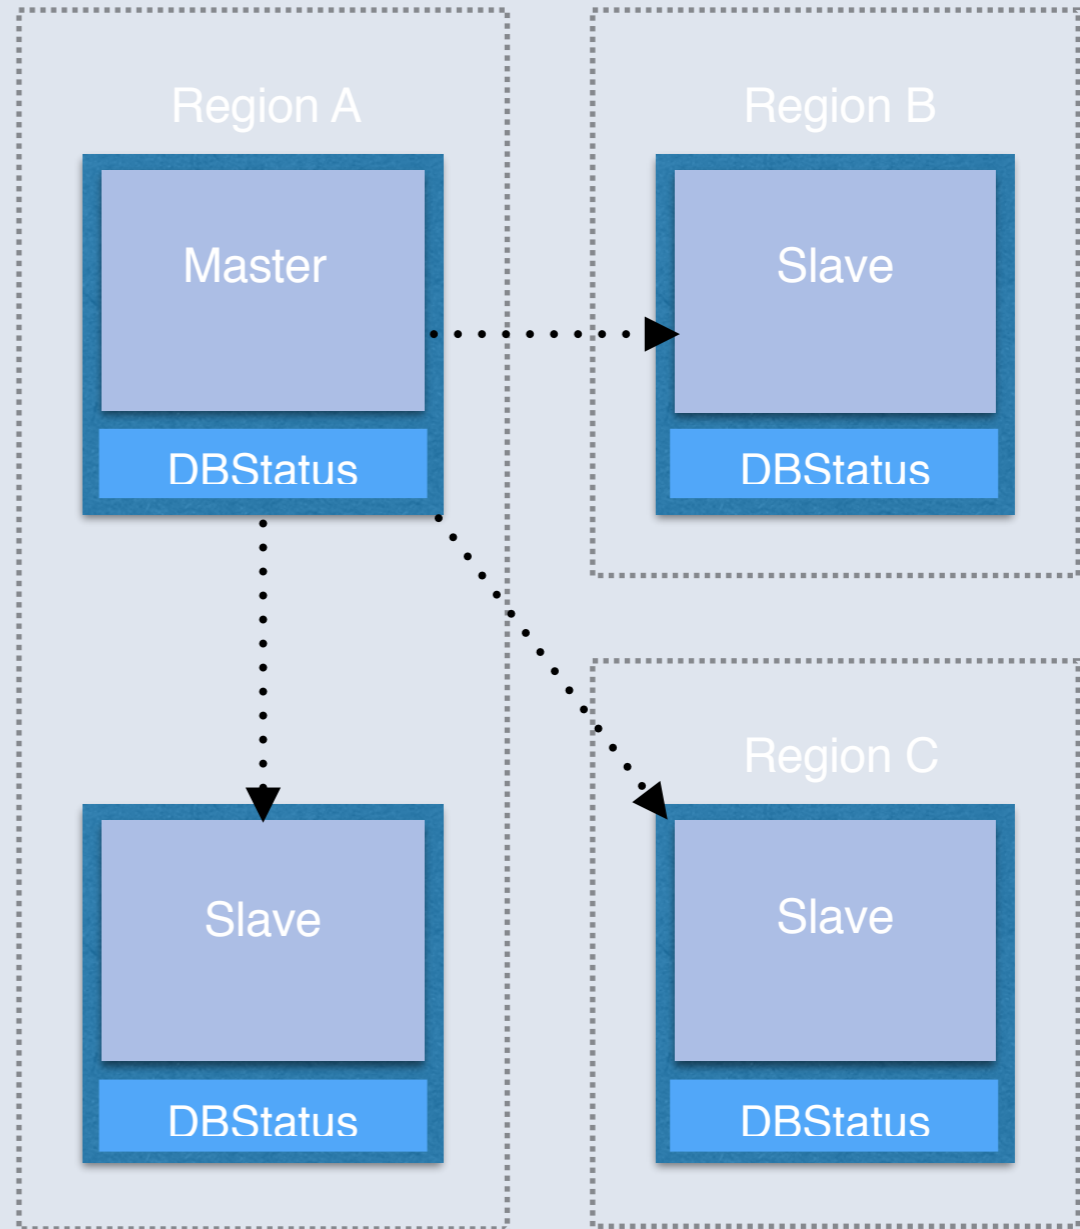 Region A
Master
DBStatus
Slave
DBStatus
Region B
Slave
DBStatus
Region C
Slave
DBStatus